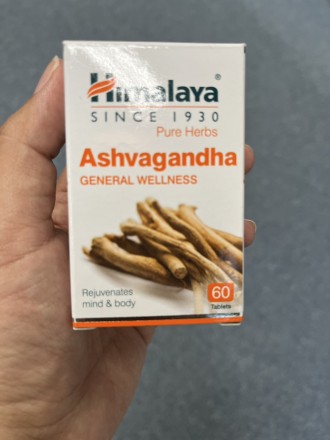 Himalaya®
SINCE 1930
Pure Herbs
Ashvagandha
GENERAL WELLNESS
Rejuvenates
mind & body
60
Tablets